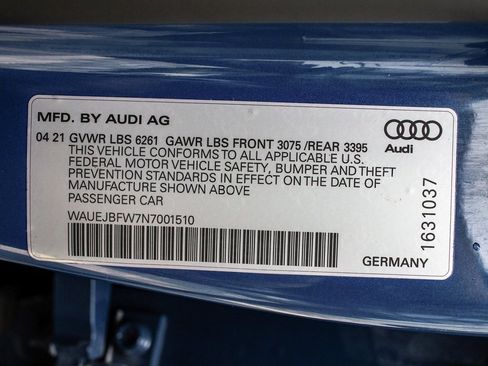 MFD. BY AUDI AG
04 21 GVWR LBS 6261 GAWR LBS FRONT 3075 /REAR 3395
THIS VEHICLE CONFORMS TO ALL APPLICABLE U.S.
FEDERAL MOTOR VEHICLE SAFETY, BUMPER AND THEFT
PREVENTION STANDARDS IN EFFECT ON THE DATE OF
MANUFACTURE SHOWN ABOVE
PASSENGER CAR
WAUEJBFW7N7001510
Audi
1631037
GERMANY